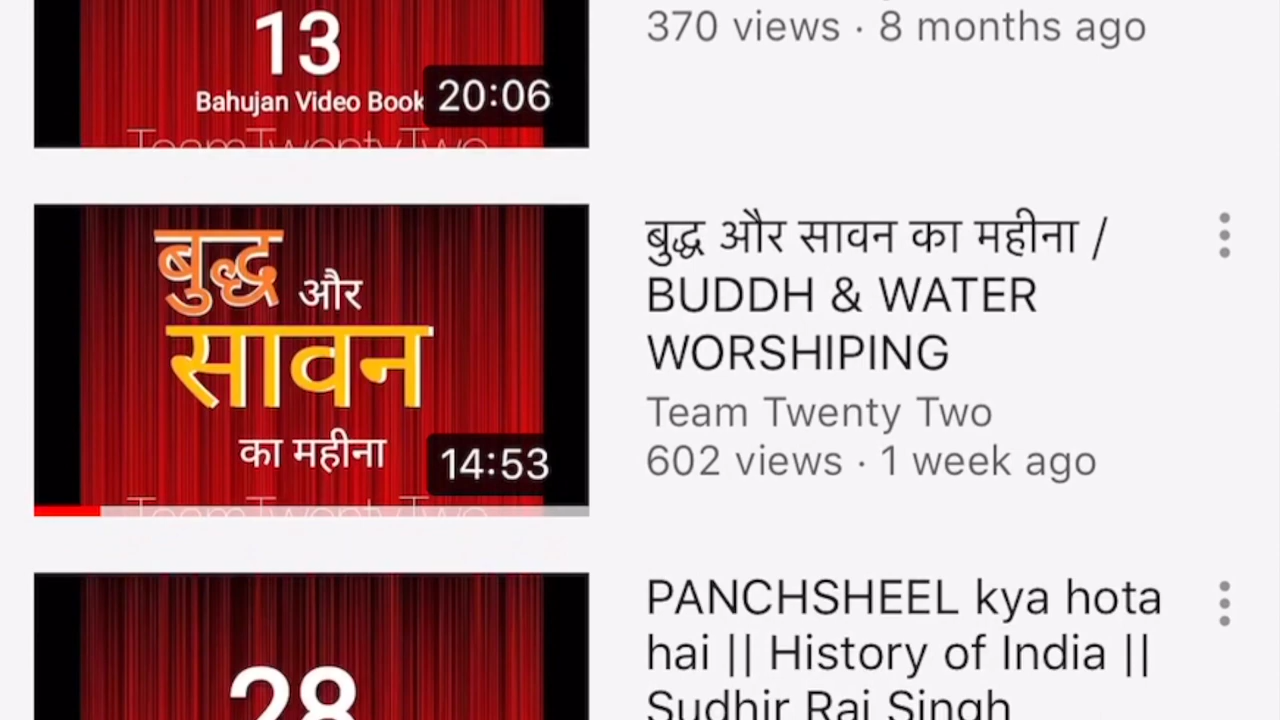 13
Bahujan Video Book
20:06
370 views · 8 months ago
बुद्ध
और
सावन
का महीना
14:53
बुद्ध और सावन का महीना /
BUDDH & WATER
WORSHIPING
Team Twenty Two
602 views · 1 week ago
28
PANCHSHEEL kya hota
hai || History of India ||
Sudhir Raj Singh